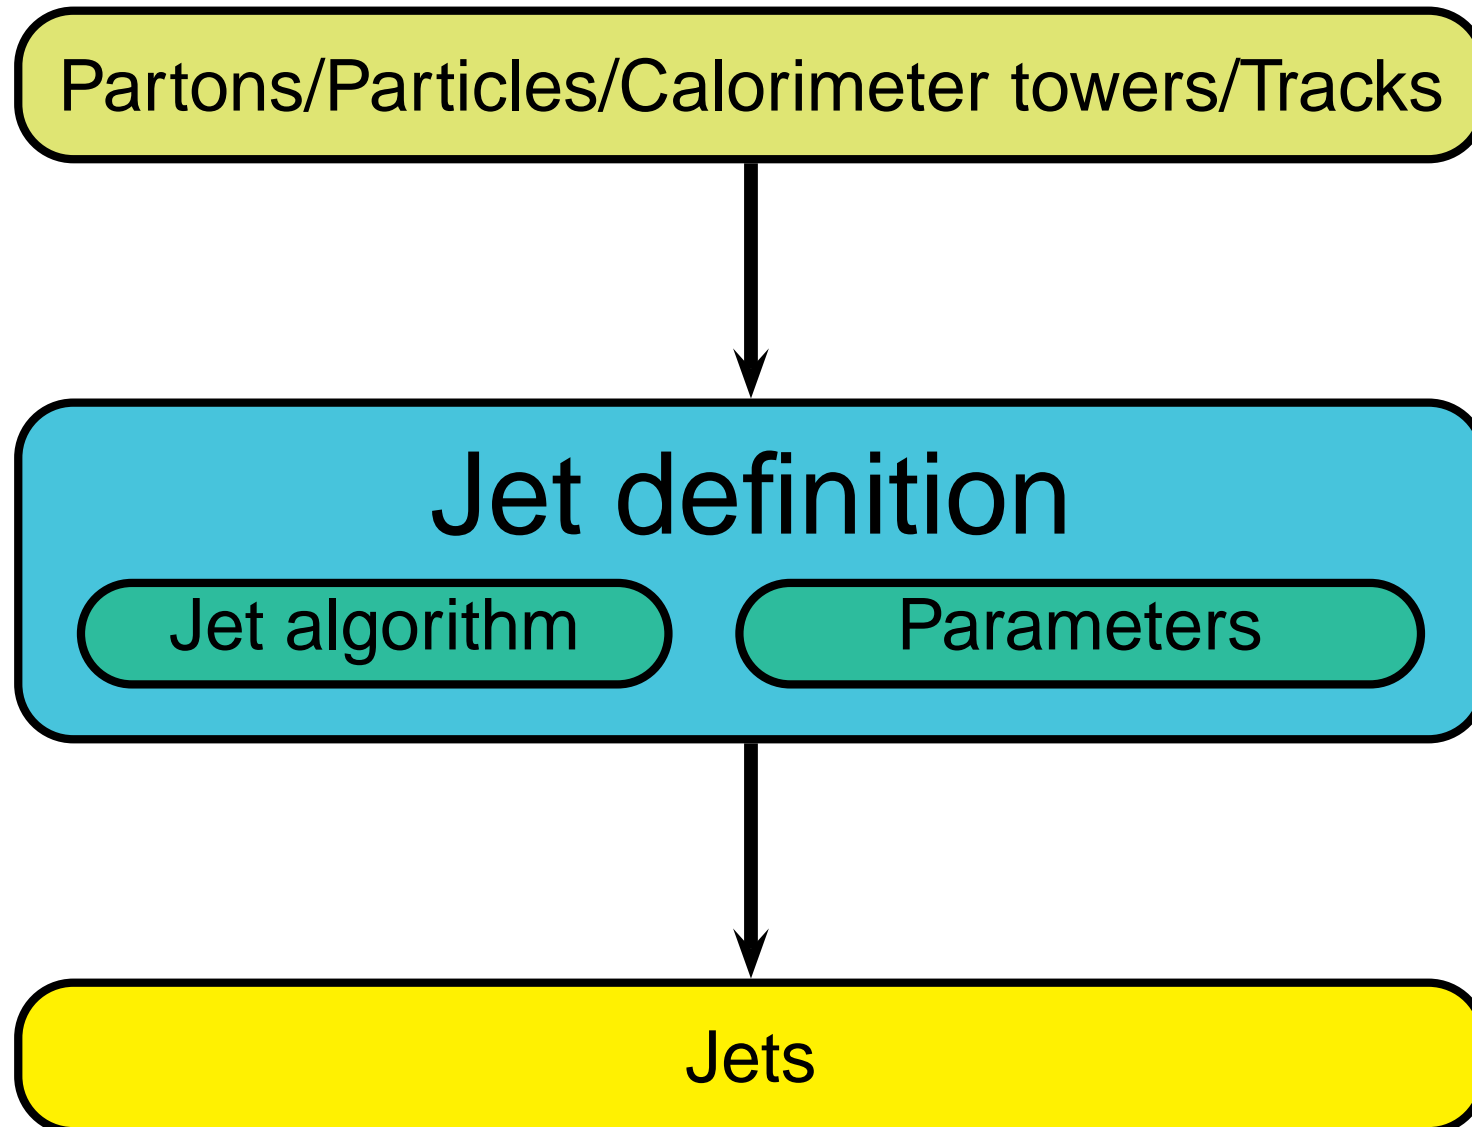 Partons/Particles/Calorimeter towers/Tracks
Jet definition
Jet algorithm
Parameters
Jets